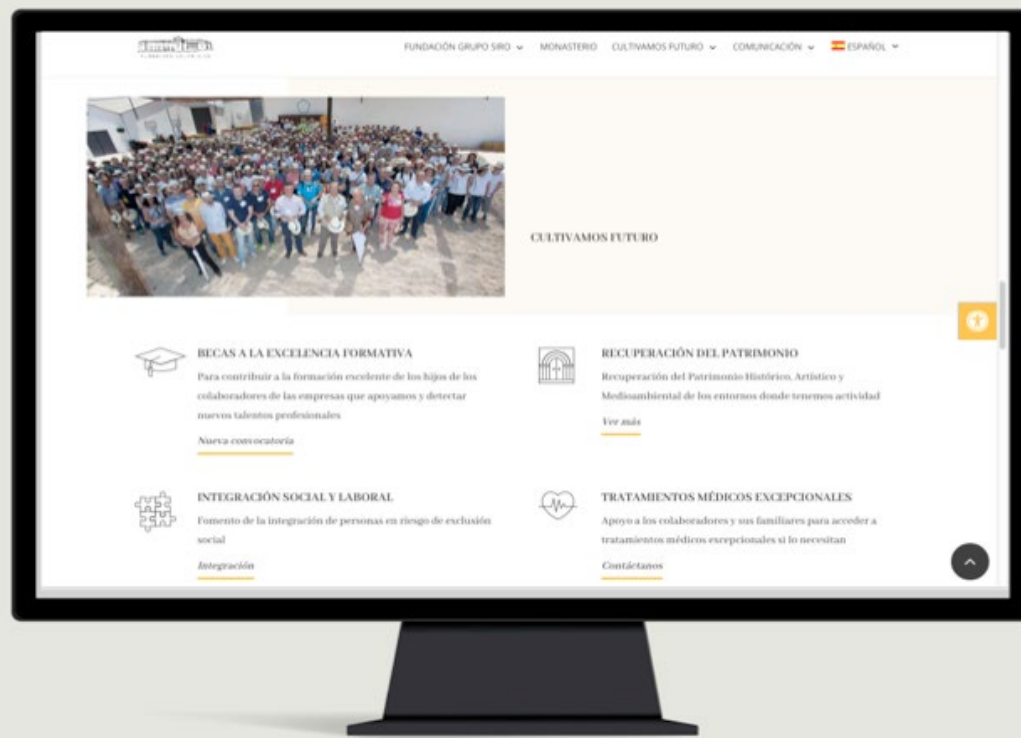 FUNDACIÓN GRUPO SIRO MONASTERIO CULTIVAMOS FUTURO COMUNICACIÓN ESPAÑOL
CULTIVAMOS FUTURO
BECAS A LA EXCELENCIA FORMATIVA
Para contribuir a la formación excelente de los hijos de los
colaboradores de las empresas que apoyamos y detectar
nuevos talentos profesionales
Nueva convocatoria
RECUPERACIÓN DEL PATRIMONIO
Recuperación del Patrimonio Histórico, Artístico y
Medioambiental de los entornos donde tenemos actividad
Ver más
INTEGRACIÓN SOCIAL Y LABORAL
Fomento de la integración de personas en riesgo de exclusión
social
Integración
TRATAMIENTOS MÉDICOS EXCEPCIONALES
Apoyo a los colaboradores y sus familiares para acceder a
tratamientos médicos excepcionales si lo necesitan
Contáctanos